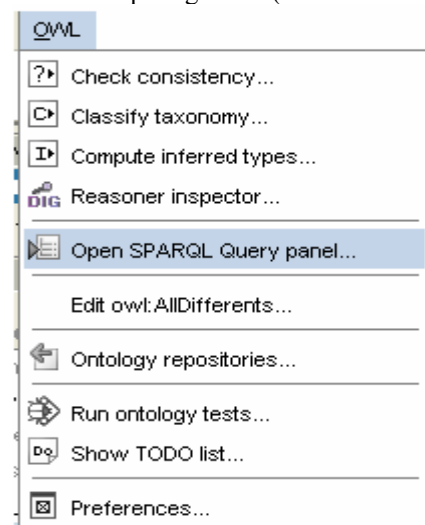 OWL
?
Check consistency...
C
Classify taxonomy...
I
Compute inferred types...
DIG
Reasoner inspector...
Open SPARQL Query panel...
Edit owl:AllDifferents...
Ontology repositories...
Run ontology tests...
Show TODO list...
Preferences...